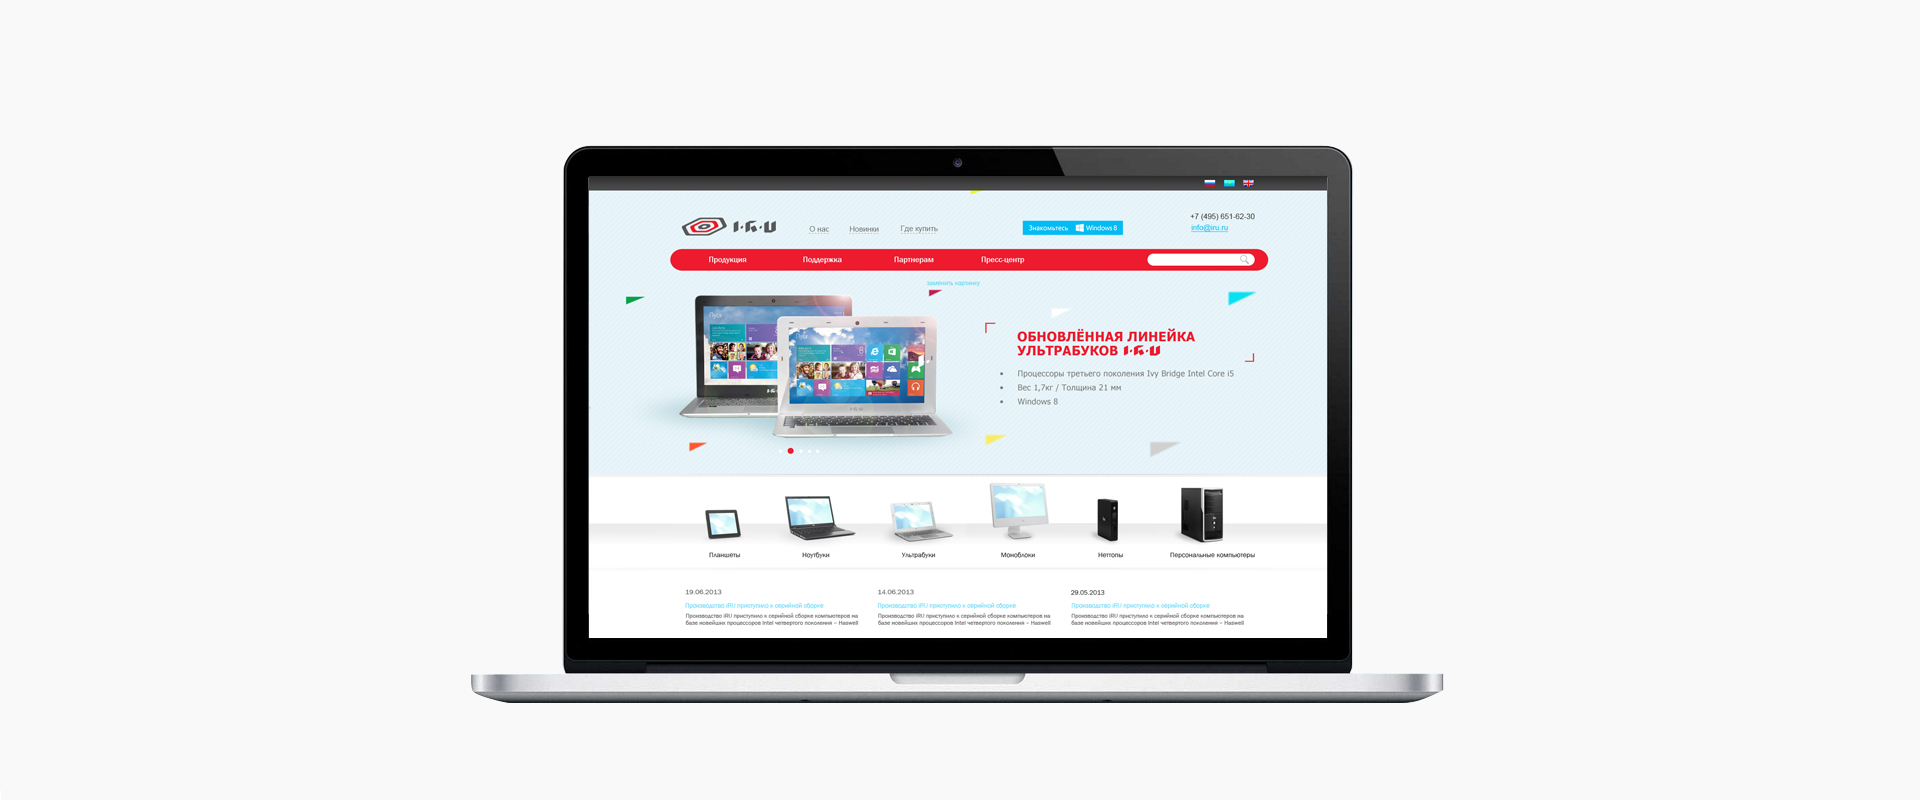 +7 (495) 651-62-30
iRU
О нас
Новинки
Где купить
Знакомьтесь Windows 8
info@iru.ru
Продукция
Поддержка
Партнерам
Пресс-центр
заменить картинку
Пуск
Пуск
ОБНОВЛЁННАЯ ЛИНЕЙКА
УЛЬТРАБУКОВ iRU
Процессоры третьего поколения Ivy Bridge Intel Core i5
Вес 1,7кг / Толщина 21 мм
Windows 8
Планшеты
Ноутбуки
Ультрабуки
Моноблоки
Неттопы
Персональные компьютеры
19.06.2013
Производство iRU приступило к серийной сборке
Производство iRU приступило к серийной сборке компьютеров на
базе новейших процессоров Intel четвертого поколения – Haswell
14.06.2013
Производство iRU приступило к серийной сборке
Производство iRU приступило к серийной сборке компьютеров на
базе новейших процессоров Intel четвертого поколения – Haswell
29.05.2013
Производство iRU приступило к серийной сборке
Производство iRU приступило к серийной сборке компьютеров на
базе новейших процессоров Intel четвертого поколения – Haswell